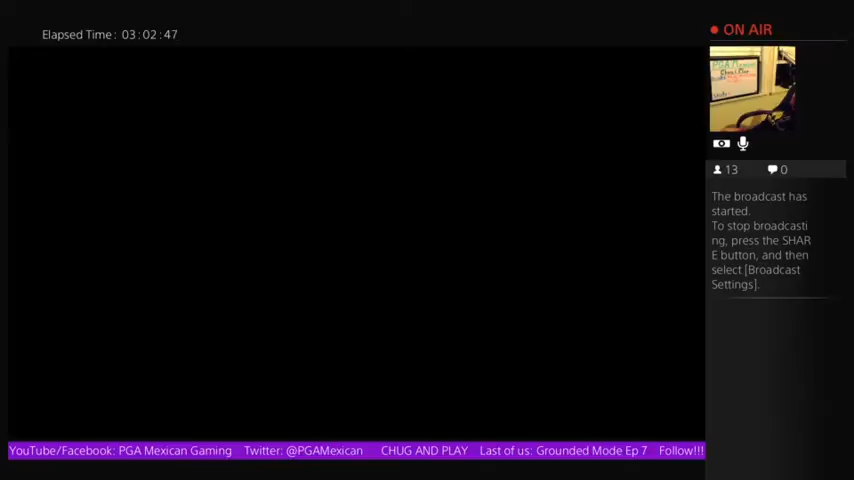 Elapsed Time: 03:02:47
ON AIR
13
0
The broadcast has
started.
To stop broadcasti
ng, press the SHAR
E button, and then
select [Broadcast
Settings].
YouTube/Facebook: PGA Mexican Gaming Twitter: @PGAMexican CHUG AND PLAY Last of us: Grounded Mode Ep 7 Follow!!!